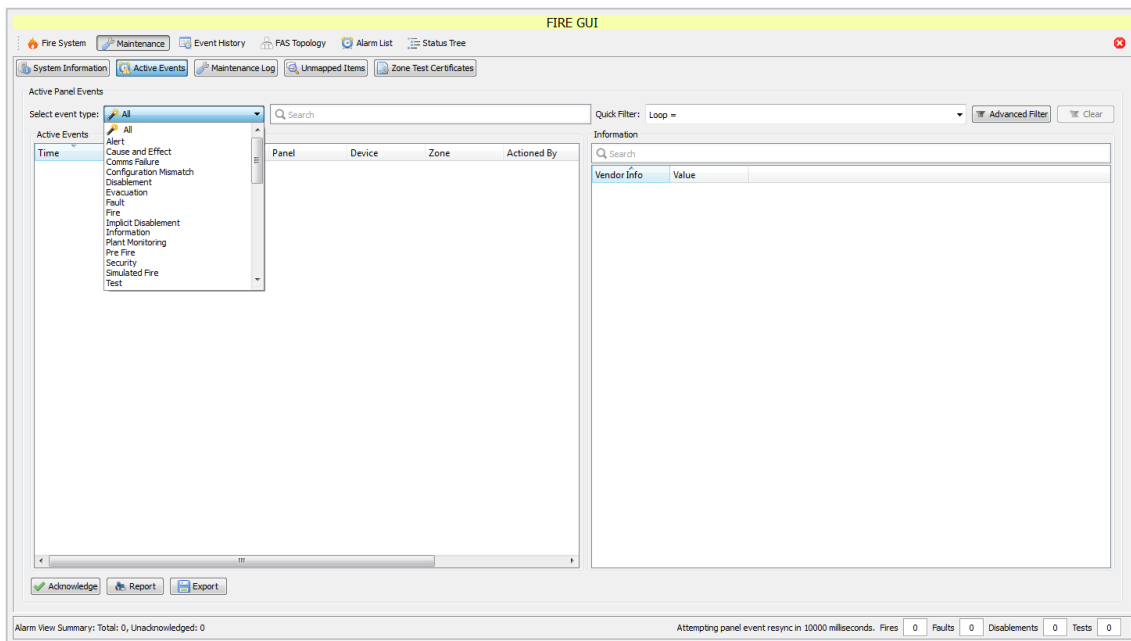 FIRE GUI
Fire System Maintenance Event History FAS Topology Alarm List Status Tree
System Information Active Events Maintenance Log Unmapped Items Zone Test Certificates
Active Panel Events
Select event type: All Search Quick Filter: Loop = Advanced Filter Clear
Active Events Information
Time Panel Device Zone Actioned By Search
Vendor Info Value
All
Alert
Cause and Effect
Comms Failure
Configuration Mismatch
Disablement
Evacuation
Fault
Fire
Implicit Disablement
Information
Plant Monitoring
Pre Fire
Security
Simulated Fire
Test
Acknowledge Report Export
Alarm View Summary: Total: 0, Unacknowledged: 0 Attempting panel event resync in 10000 milliseconds. Fires 0 Faults 0 Disablements 0 Tests 0